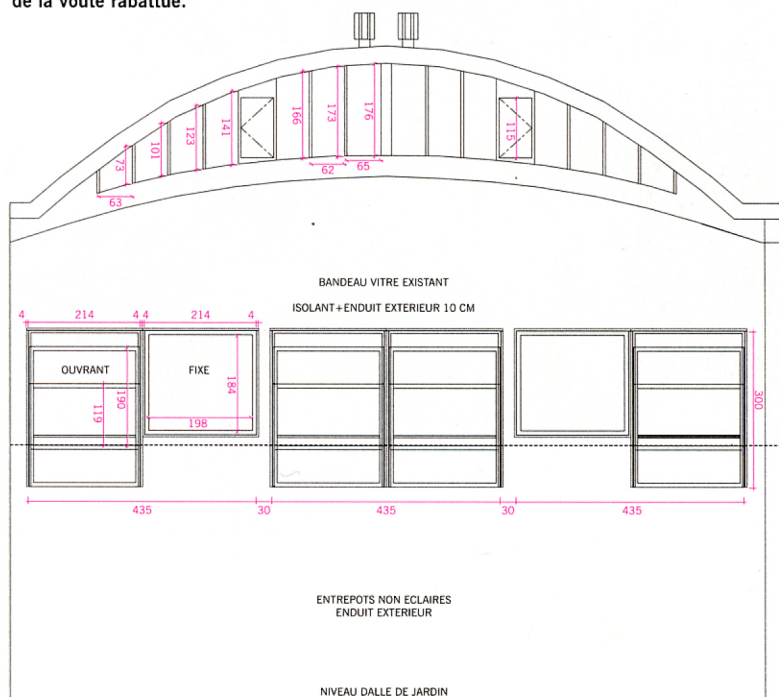 de la voûte rabattue.
176
173
166
141
123
115
101
73
62
65
63
BANDEAU VITRE EXISTANT
ISOLANT+ENDUIT EXTERIEUR 10 CM
4 214 4 4 214 4
OUVRANT FIXE
184
190
119
198
300
435 30 435 30 435
ENTREPOTS NON ECLAIRES
ENDUIT EXTERIEUR
NIVEAU DALLE DE JARDIN